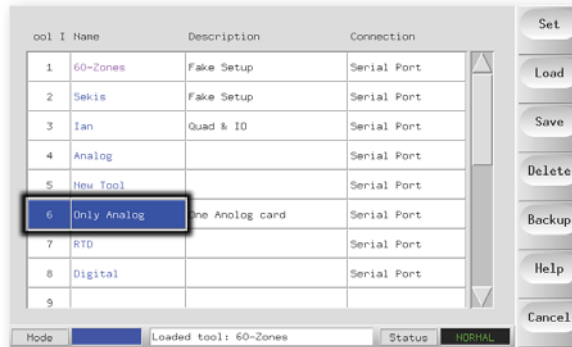 ool I Name Description Connection
1 60-Zones Fake Setup Serial Port
2 Sekis Fake Setup Serial Port
3 Ian Quad & IO Serial Port
4 Analog Serial Port
5 New Tool Serial Port
6 Only Analog One Anolog card Serial Port
7 RTD Serial Port
8 Digital Serial Port
9
Mode Loaded tool: 60-Zones Status NORMAL
Set
Load
Save
Delete
Backup
Help
Cancel